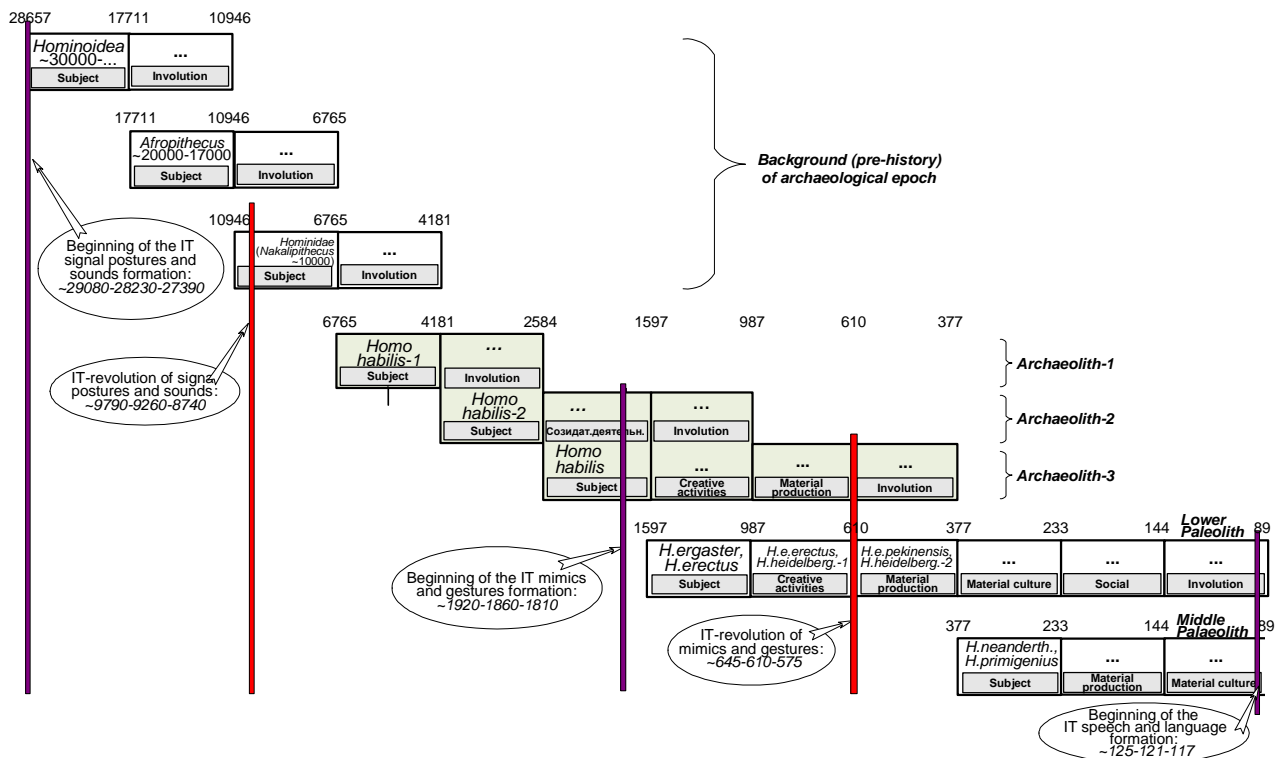 28657 17711 10946
Hominoidea
~30000-...
Subject
...
Involution
17711 10946 6765
Afropithecus
~20000-17000
Subject
...
Involution
Background (pre-history)
of archaeological epoch
10946 6765 4181
Hominidae
(Nakalipithecus
~10000)
Subject
...
Involution
Beginning of the IT
signal postures and
sounds formation:
~29080-28230-27390
6765 4181 2584 1597 987 610 377
Homo
habilis-1
Subject
...
Involution
Archaeolith-1
IT-revolution of signa
postures and sounds:
~9790-9260-8740
Homo
habilis-2
Subject
...
Созидат.деятельн.
...
Involution
Archaeolith-2
Homo
habilis
Subject
...
Creative
activities
...
Material
production
...
Involution
Archaeolith-3
1597 987 610 377 233 144 89
Lower
Paleolith
H.ergaster,
H.erectus
Subject
H.e.erectus,
H.heidelberg.-1
Creative
activities
H.e.pekinensis,
H.heidelberg.-2
Material
production
...
Material culture
...
Social
...
Involution
Beginning of the IT mimics
and gestures formation:
~1920-1860-1810
IT-revolution of
mimics and gestures:
~645-610-575
377 233 144 89
Middle
Palaeolith
H.neanderth.,
H.primigenius
Subject
...
Material
production
...
Material culture
Beginning of the
IT speech and language
formation:
~125-121-117